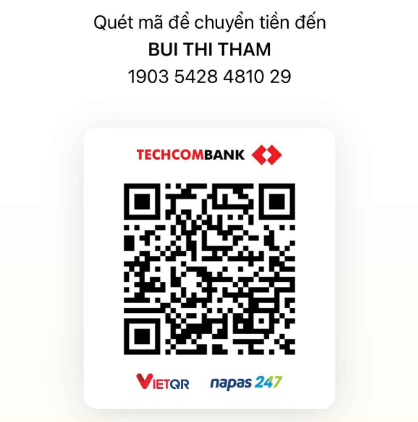 Quét mã để chuyển tiền đến
BUI THI THAM
1903 5428 4810 29
TECHCOMBANK
VIETQR napas 247